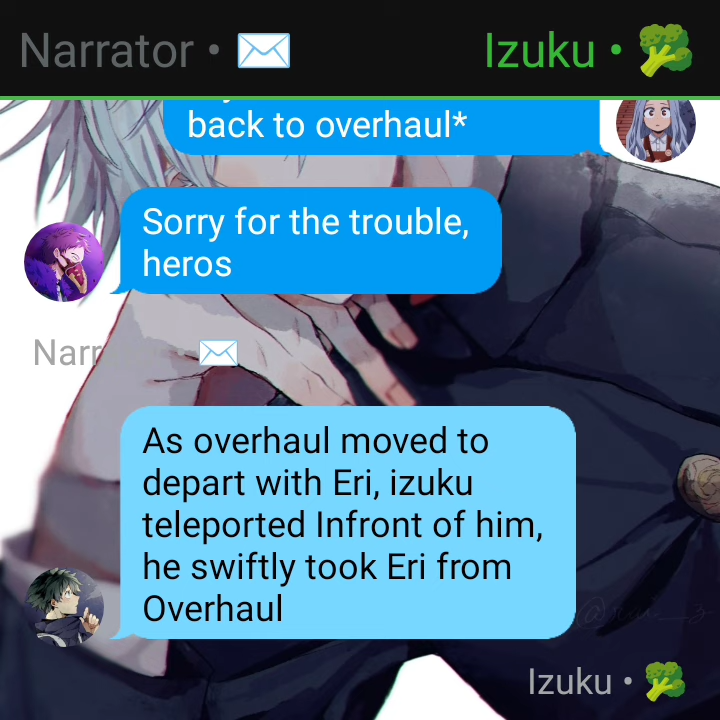 Narrator • ✉️
Izuku • 🥦
back to overhaul*
Sorry for the trouble,
heros
Narr ✉️
As overhaul moved to
depart with Eri, izuku
teleported Infront of him,
he swiftly took Eri from
Overhaul
Izuku • 🥦